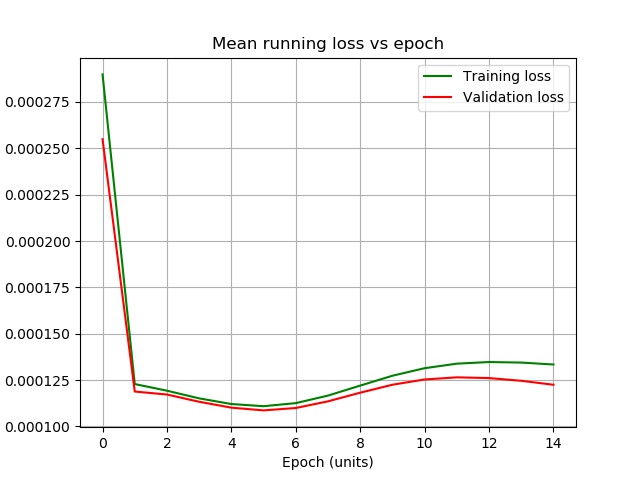 Mean running loss vs epoch
Training loss
Validation loss
0.000275
0.000250
0.000225
0.000200
0.000175
0.000150
0.000125
0.000100
0 2 4 6 8 10 12 14
Epoch (units)